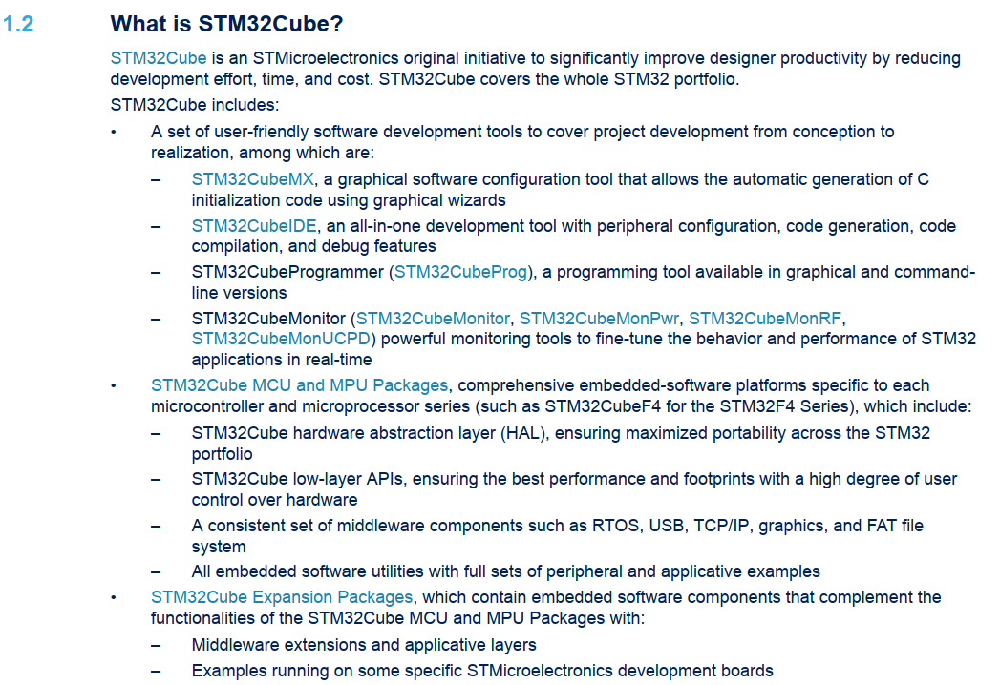 1.2 What is STM32Cube?
STM32Cube is an STMicroelectronics original initiative to significantly improve designer productivity by reducing
development effort, time, and cost. STM32Cube covers the whole STM32 portfolio.
STM32Cube includes:
• A set of user-friendly software development tools to cover project development from conception to
realization, among which are:
– STM32CubeMX, a graphical software configuration tool that allows the automatic generation of C
initialization code using graphical wizards
– STM32CubeIDE, an all-in-one development tool with peripheral configuration, code generation, code
compilation, and debug features
– STM32CubeProgrammer (STM32CubeProg), a programming tool available in graphical and command-
line versions
– STM32CubeMonitor (STM32CubeMonitor, STM32CubeMonPwr, STM32CubeMonRF,
STM32CubeMonUCPD) powerful monitoring tools to fine-tune the behavior and performance of STM32
applications in real-time
• STM32Cube MCU and MPU Packages, comprehensive embedded-software platforms specific to each
microcontroller and microprocessor series (such as STM32CubeF4 for the STM32F4 Series), which include:
– STM32Cube hardware abstraction layer (HAL), ensuring maximized portability across the STM32
portfolio
– STM32Cube low-layer APIs, ensuring the best performance and footprints with a high degree of user
control over hardware
– A consistent set of middleware components such as RTOS, USB, TCP/IP, graphics, and FAT file
system
– All embedded software utilities with full sets of peripheral and applicative examples
• STM32Cube Expansion Packages, which contain embedded software components that complement the
functionalities of the STM32Cube MCU and MPU Packages with:
– Middleware extensions and applicative layers
– Examples running on some specific STMicroelectronics development boards